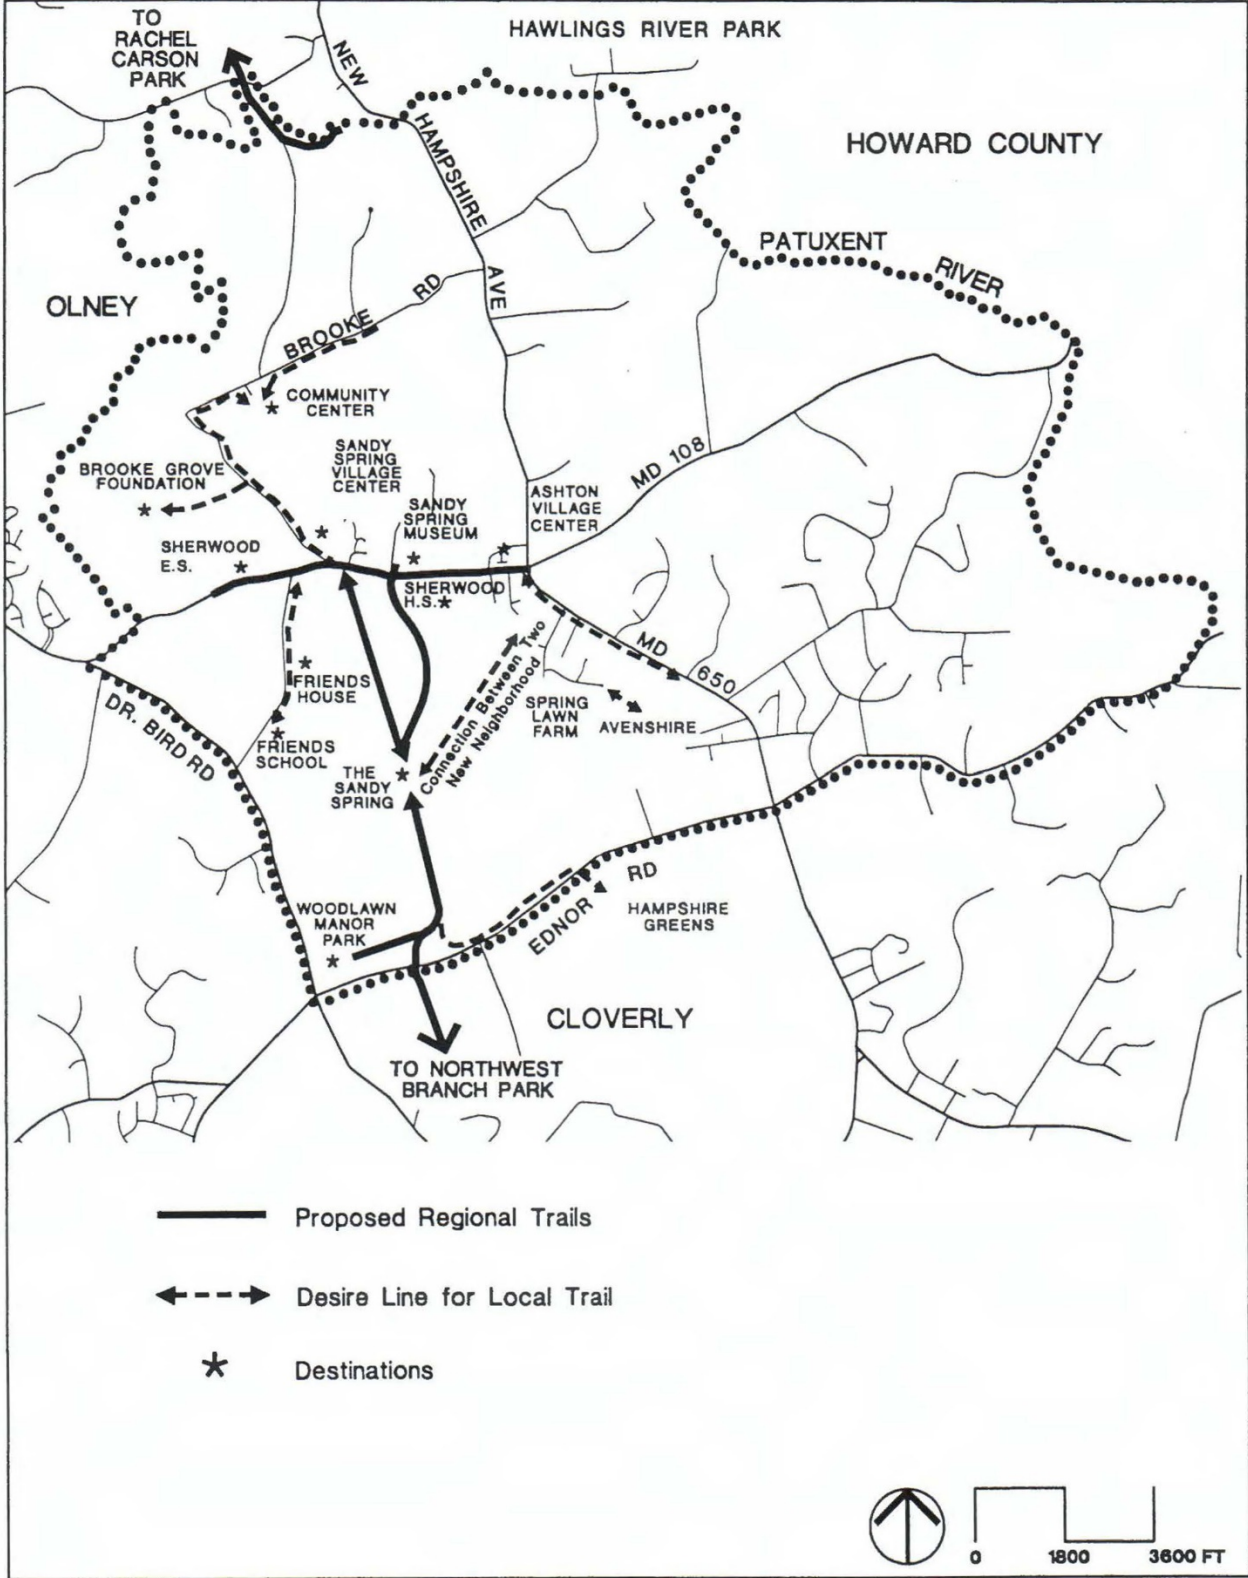 TO
RACHEL
CARSON
PARK
HAWLINGS RIVER PARK
NEW
HAMPSHIRE
AVE
HOWARD COUNTY
PATUXENT
RIVER
OLNEY
BROOKE
RD
COMMUNITY
CENTER
SANDY
SPRING
VILLAGE
CENTER
BROOKE GROVE
FOUNDATION
MD 108
ASHTON
VILLAGE
CENTER
SANDY
SPRING
MUSEUM
SHERWOOD
E.S.
SHERWOOD
H.S.
MD
650
Connection Between Two
New Neighborhood
FRIENDS
HOUSE
SPRING
LAWN
FARM
AVENSHIRE
DR. BIRD RD
FRIENDS
SCHOOL
THE
SANDY
SPRING
EDNOR
RD
HAMPSHIRE
GREENS
WOODLAWN
MANOR
PARK
CLOVERLY
TO NORTHWEST
BRANCH PARK
Proposed Regional Trails
Desire Line for Local Trail
Destinations
0 1800 3600 FT